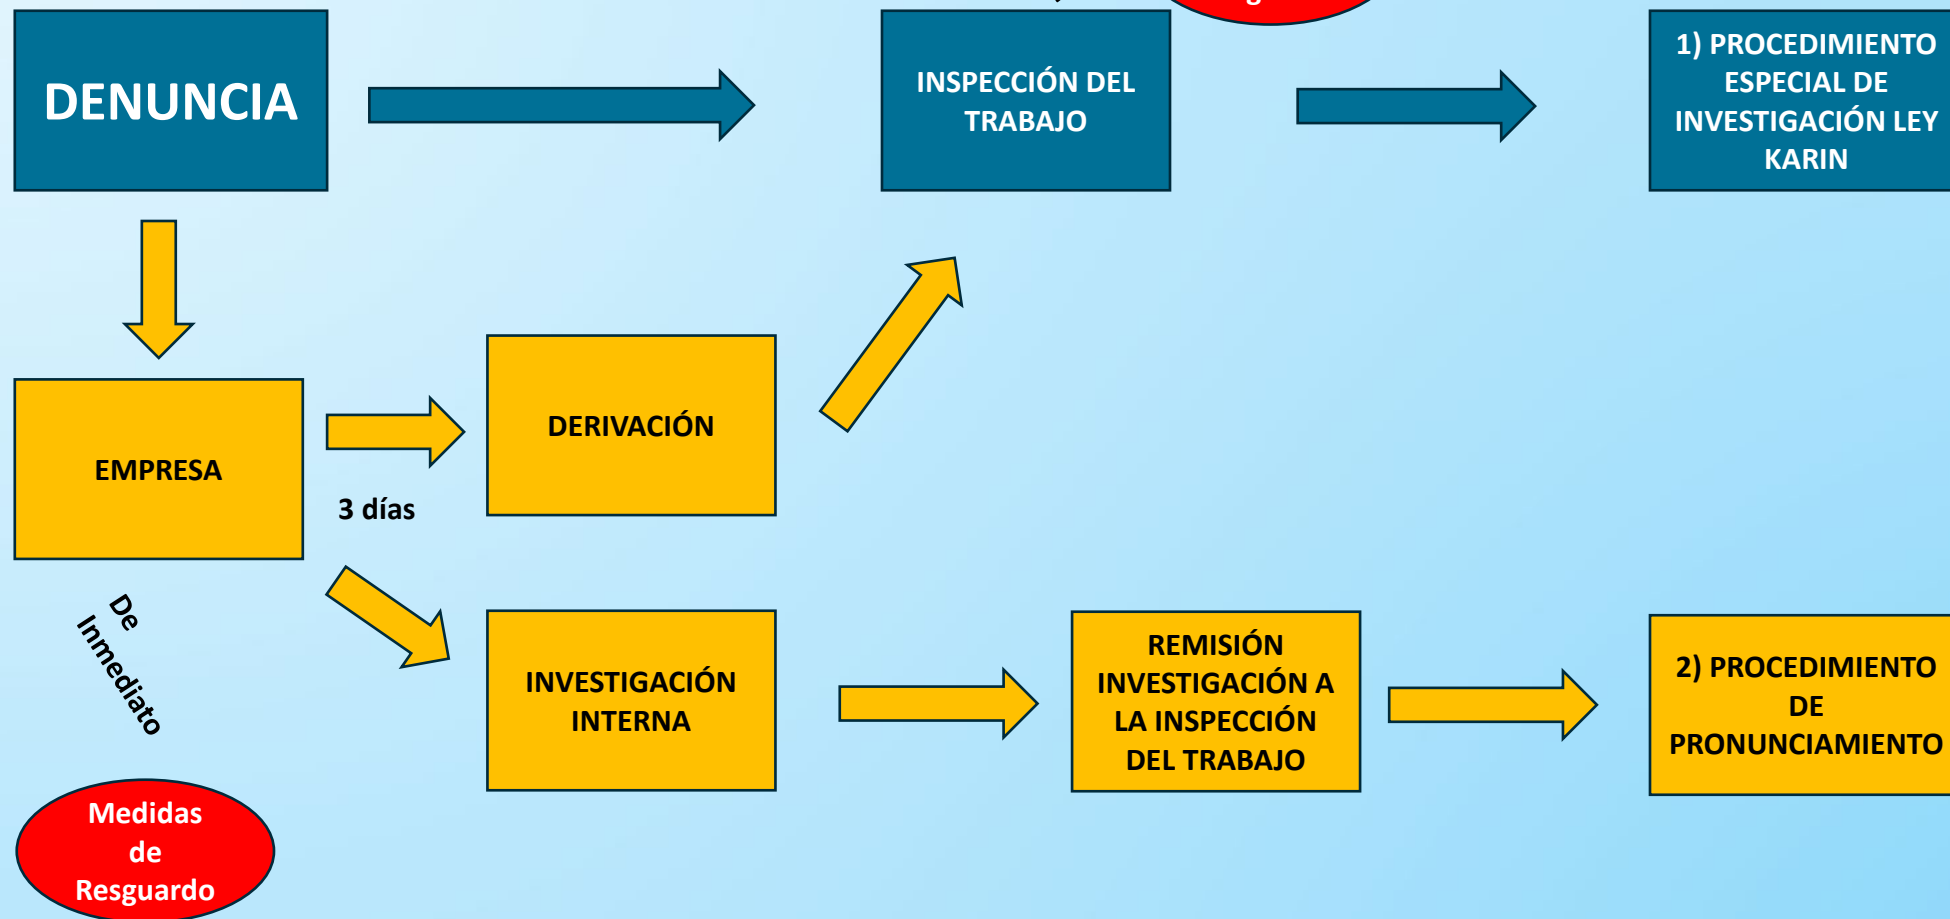 DENUNCIA
INSPECCIÓN DEL
TRABAJO
1) PROCEDIMIENTO
ESPECIAL DE
INVESTIGACIÓN LEY
KARIN
EMPRESA
3 días
DERIVACIÓN
De
Inmediato
INVESTIGACIÓN
INTERNA
REMISIÓN
INVESTIGACIÓN A
LA INSPECCIÓN
DEL TRABAJO
2) PROCEDIMIENTO
DE
PRONUNCIAMIENTO
Medidas
de
Resguardo